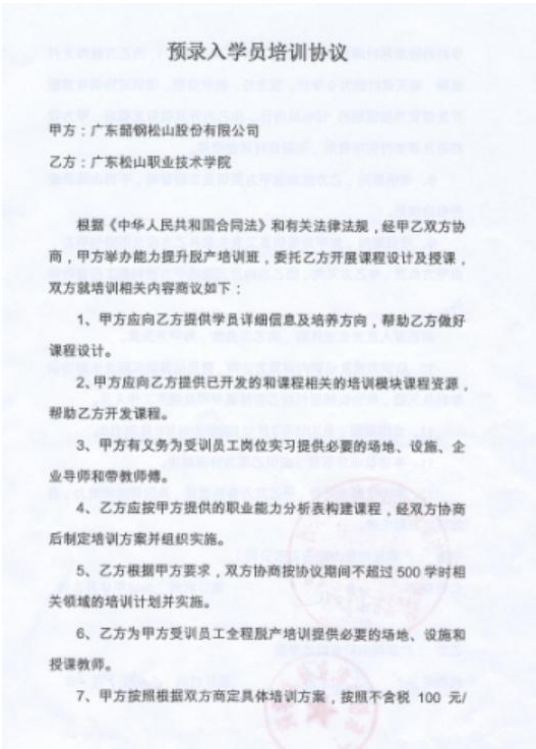 预录入学员培训协议
甲方：广东韶钢松山股份有限公司
乙方：广东松山职业技术学院
根据《中华人民共和国合同法》和有关法律法规，经甲乙双方协
商，甲方举办能力提升脱产培训班，委托乙方开展课程设计及授课，
双方就培训相关内容商议如下：
1、甲方应向乙方提供学员详细信息及培养方向，帮助乙方做好
课程设计。
2、甲方应向乙方提供已开发的和课程相关的培训模块课程资源，
帮助乙方开发课程。
3、甲方有义务为受训员工岗位实习提供必要的场地、设施、企
业导师和带教师傅。
4、乙方应按甲方提供的职业能力分析表构建课程，经双方协商
后制定培训方案并组织实施。
5、乙方根据甲方要求，双方协商按协议期间不超过 500 学时相
关领域的培训计划并实施。
6、乙方为甲方受训员工全程脱产培训提供必要的场地、设施和
授课教师。
7、甲方按照根据双方商定具体培训方案，按照不含税 100 元/